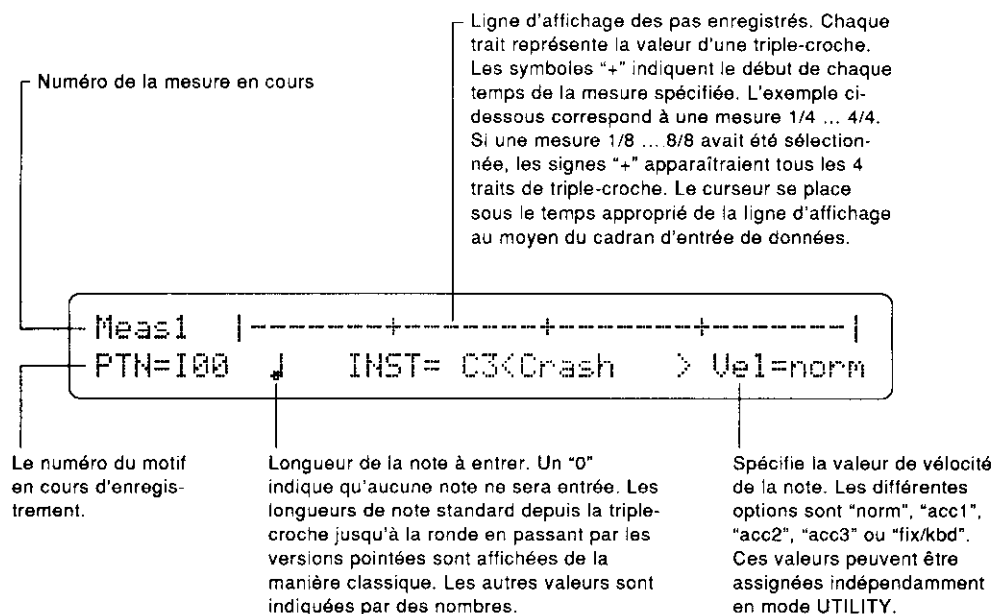 Ligne d'affichage des pas enregistrés. Chaque
trait représente la valeur d'une triple-croche.
Les symboles “+” indiquent le début de chaque
temps de la mesure spécifiée. L'exemple ci-
dessous correspond à une mesure 1/4 ... 4/4.
Si une mesure 1/8 .... 8/8 avait été sélection-
née, les signes “+” apparaîtraient tous les 4
traits de triple-croche. Le curseur se place
sous le temps approprié de la ligne d'affichage
au moyen du cadran d'entrée de données.
Numéro de la mesure en cours
Meas1 |-------+-------+-------+-------|
PTN=I00 ♩ INST= C3<Crash > Vel=norm
Le numéro du motif
en cours d'enregis-
trement.
Longueur de la note à entrer. Un “0”
indique qu'aucune note ne sera entrée. Les
longueurs de note standard depuis la triple-
croche jusqu'à la ronde en passant par les
versions pointées sont affichées de la
manière classique. Les autres valeurs sont
indiquées par des nombres.
Spécifie la valeur de vélocité
de la note. Les différentes
options sont “norm”, “acc1”,
“acc2”, “acc3” ou “fix/kbd”.
Ces valeurs peuvent être
assignées indépendamment
en mode UTILITY.